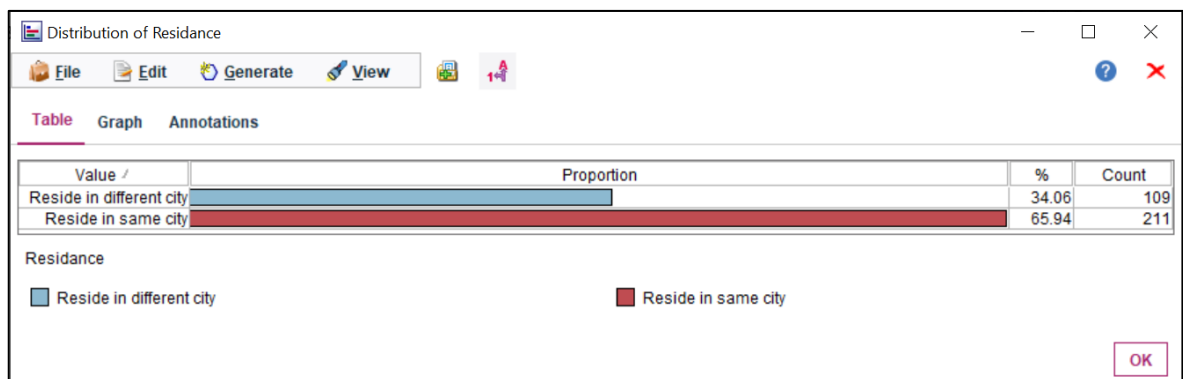 Distribution of Residance
File Edit Generate View
Table Graph Annotations
Value Proportion % Count
Reside in different city 34.06 109
Reside in same city 65.94 211
Residance
Reside in different city Reside in same city
OK